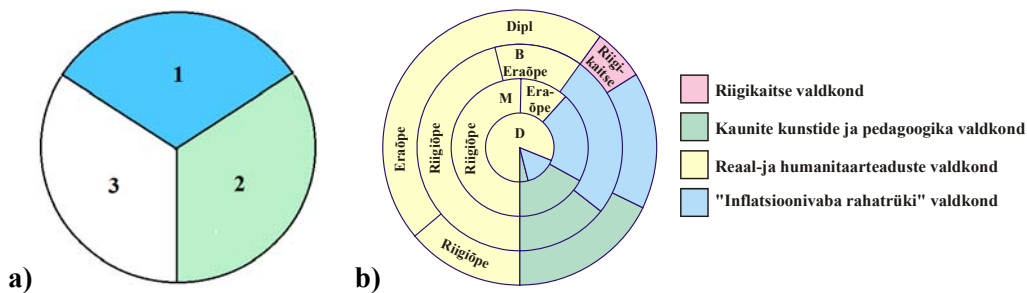 a)
1
2
3
b)
Dipl
Riigi-
kaitse
B
Eraõpe
M
Era-
õpe
D
Eraõpe
Riigiõpe
Riigiõpe
Riigiõpe
Riigikaitse valdkond
Kaunite kunstide ja pedagoogika valdkond
Reaal-ja humanitaarteaduste valdkond
"Inflatsioonivaba rahatrüki" valdkond